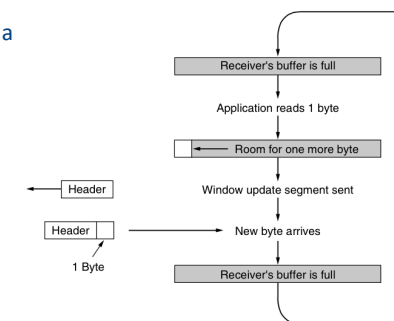 a
Receiver's buffer is full
Application reads 1 byte
Room for one more byte
Header
Window update segment sent
Header
New byte arrives
1 Byte
Receiver's buffer is full